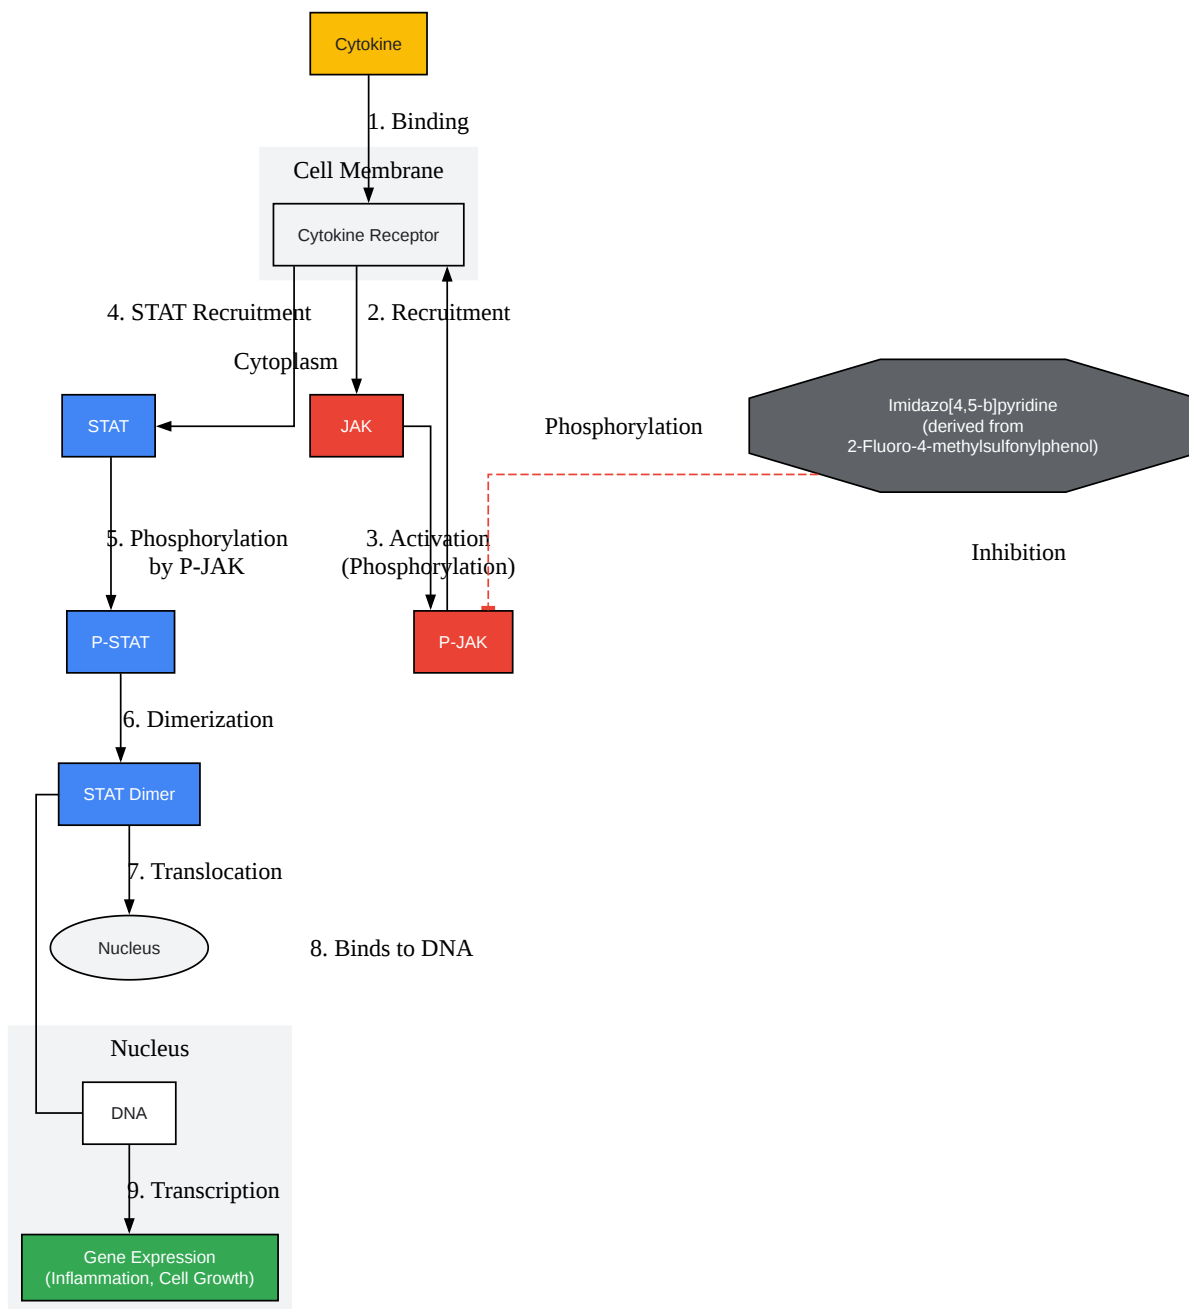 Cytokine
1. Binding
Cell Membrane
Cytokine Receptor
4. STAT Recruitment
2. Recruitment
Cytoplasm
STAT
JAK
Phosphorylation
Imidazo[4,5-b]pyridine
(derived from
2-Fluoro-4-methylsulfonylphenol)
5. Phosphorylation
by P-JAK
3. Activation
(Phosphorylation)
Inhibition
P-STAT
P-JAK
6. Dimerization
STAT Dimer
7. Translocation
Nucleus
8. Binds to DNA
Nucleus
DNA
9. Transcription
Gene Expression
(Inflammation, Cell Growth)